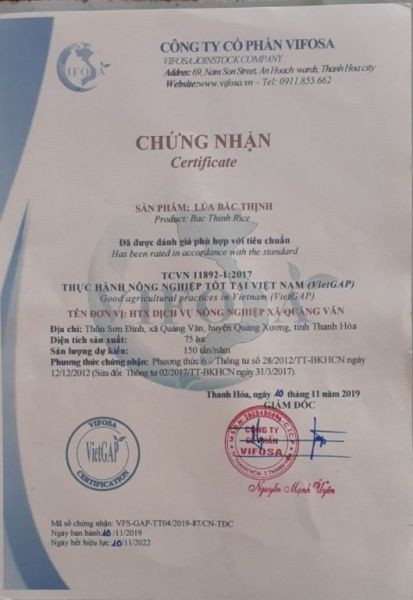 CÔNG TY CỔ PHẦN VIFOSA
VIFOSA JOINSTOCK COMPANY
Addres: 69, Nam Son Street, An Hoach wards, Thanh Hoa city
Website:www.vifosa.vn – Tel: 0911.855.662
VIFOSA
CHỨNG NHẬN
Certificate
SẢN PHẨM: LÚA BẮC THỊNH
Product: Bac Thinh Rice
Đã được đánh giá phù hợp với tiêu chuẩn
Has been rated in accordance with the standard
TCVN 11892-1:2017
THỰC HÀNH NÔNG NGHIỆP TỐT TẠI VIỆT NAM (VietGAP)
Good agricultural practices in Vietnam (VietGAP)
TÊN ĐƠN VỊ: HTX DỊCH VỤ NÔNG NGHIỆP XÃ QUẢNG VĂN
Địa chỉ: Thôn Sơn Đình, xã Quảng Văn, huyện Quảng Xương, tỉnh Thanh Hóa
Diện tích sản xuất: 75 ha
Sản lượng dự kiến: 150 tấn/năm
Phương thức chứng nhận: Phương thức 6 – Thông tư số 28/2012/TT-BKHCN ngày
12/12/2012 (Sửa đổi: Thông tư 02/2017/TT-BKHCN ngày 31/3/2017).
Thanh Hóa, ngày 10 tháng 11 năm 2019
GIÁM ĐỐC
CÔNG TY
CỔ PHẦN
VIFOSA
Nguyễn Mạnh Uyên
VIFOSA
VietGAP
CERTIFICATION
Mã số chứng nhận: VFS-GAP-TT04/2019-87/CN-TĐC
Ngày ban hành:10/11/2019
Ngày hết hiệu lực:10/11/2022